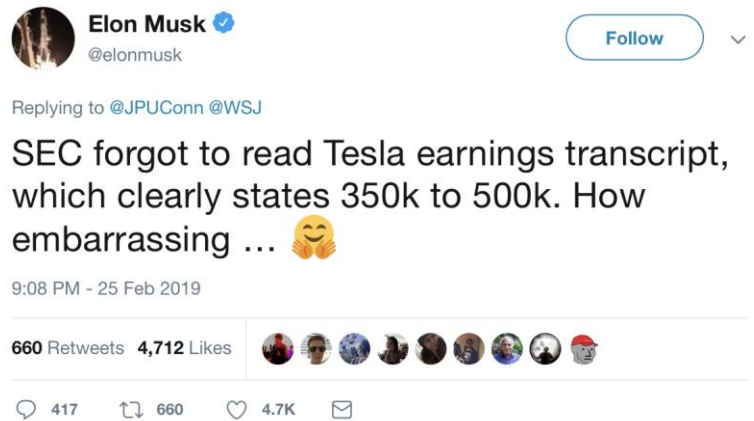 Elon Musk
Follow
@elonmusk
Replying to @JPUConn @WSJ
SEC forgot to read Tesla earnings transcript,
which clearly states 350k to 500k. How
embarrassing ... 🤗
9:08 PM - 25 Feb 2019
660 Retweets 4,712 Likes
417 660 4.7K